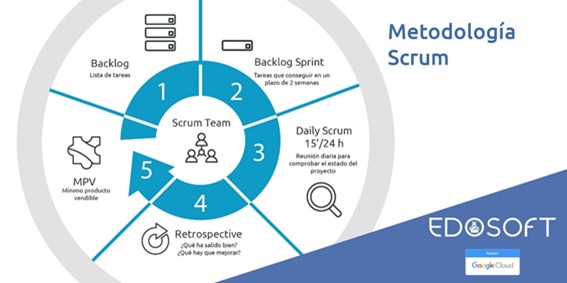 Metodología
Scrum
Backlog
Lista de tareas
1
Backlog Sprint
Tareas que conseguir en un
plazo de 2 semanas
2
Scrum Team
Daily Scrum
15’/24 h
Reunión diaria para
comprobar el estado del
proyecto
3
Retrospective
¿Qué ha salido bien?
¿Qué hay que mejorar?
4
MPV
Mínimo producto
vendible
5
EDOSOFT
Google Cloud